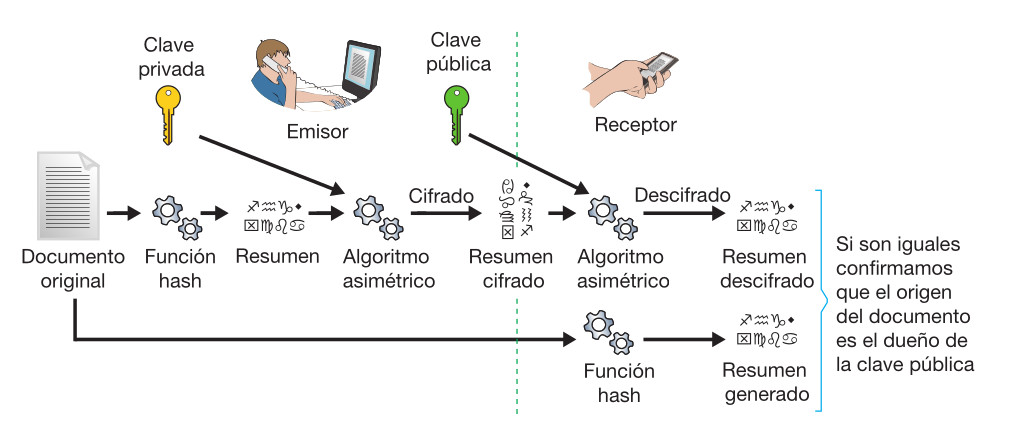 Clave
privada
Emisor
Clave
pública
Receptor
Cifrado
Descifrado
Documento
original
Función
hash
Resumen
Algoritmo
asimétrico
Resumen
cifrado
Algoritmo
asimétrico
Resumen
descifrado
Función
hash
Resumen
generado
Si son iguales
confirmamos
que el origen
del documento
es el dueño de
la clave pública